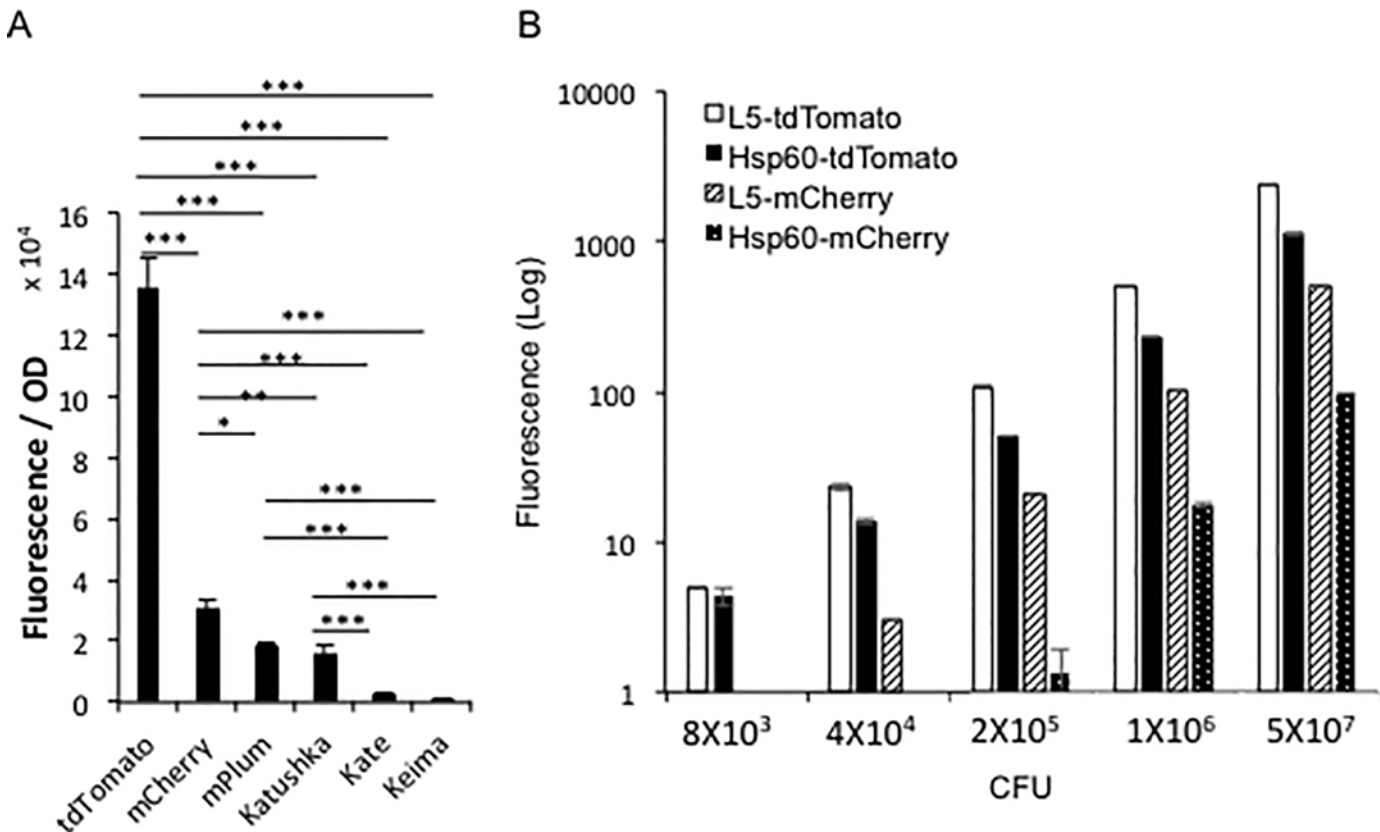 A
B
***
***
***
***
***
***
***
**
*
***
***
***
***
16
14
12
10
8
6
4
2
0
x 10⁴
Fluorescence / OD
tdTomato
mCherry
mPlum
Katushka
Kate
Keima
10000
1000
100
10
1
Fluorescence (Log)
L5-tdTomato
Hsp60-tdTomato
L5-mCherry
Hsp60-mCherry
8X10³
4X10⁴
2X10⁵
1X10⁶
5X10⁷
CFU